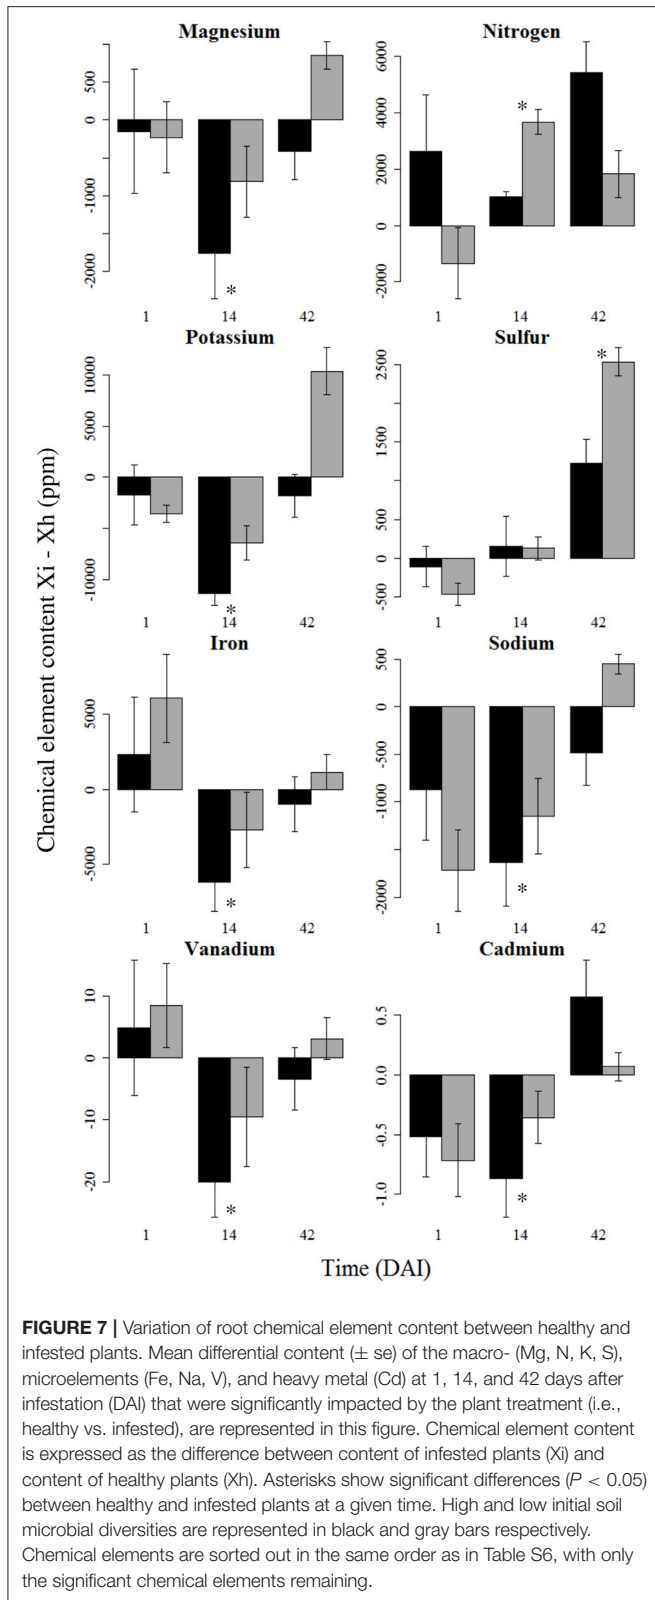 Magnesium
Nitrogen
500
0
-1000
-2000
6000
4000
2000
0
-2000
*
*
1 14 42
1 14 42
Potassium
Sulfur
10000
5000
0
-10000
2500
1500
500
-500
*
*
1 14 42
1 14 42
Iron
Sodium
5000
0
-5000
500
0
-500
-1000
-2000
*
*
1 14 42
1 14 42
Vanadium
Cadmium
10
0
-10
-20
0.5
0.0
-0.5
-1.0
*
*
1 14 42
1 14 42
Chemical element content Xi - Xh (ppm)
Time (DAI)
FIGURE 7 | Variation of root chemical element content between healthy and
infested plants. Mean differential content (± se) of the macro- (Mg, N, K, S),
microelements (Fe, Na, V), and heavy metal (Cd) at 1, 14, and 42 days after
infestation (DAI) that were significantly impacted by the plant treatment (i.e.,
healthy vs. infested), are represented in this figure. Chemical element content
is expressed as the difference between content of infested plants (Xi) and
content of healthy plants (Xh). Asterisks show significant differences (P < 0.05)
between healthy and infested plants at a given time. High and low initial soil
microbial diversities are represented in black and gray bars respectively.
Chemical elements are sorted out in the same order as in Table S6, with only
the significant chemical elements remaining.